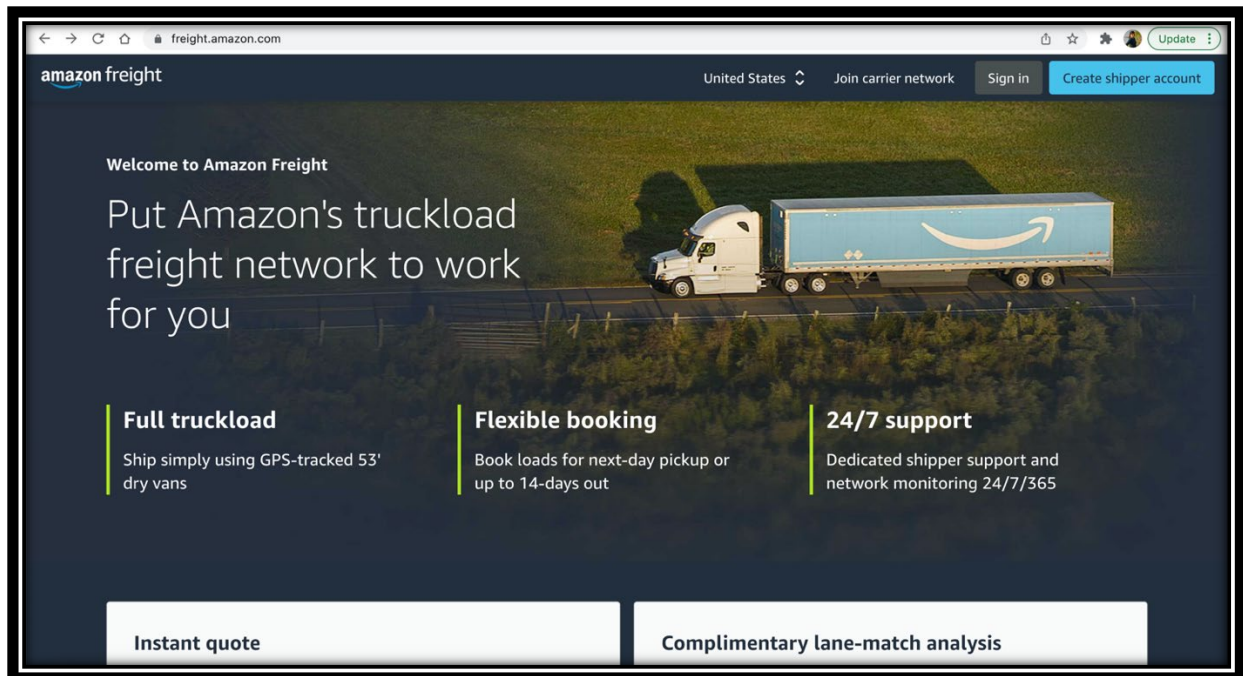 freight.amazon.com
Update
amazon freight
United States
Join carrier network
Sign in
Create shipper account
Welcome to Amazon Freight
Put Amazon's truckload
freight network to work
for you
Full truckload
Ship simply using GPS-tracked 53'
dry vans
Flexible booking
Book loads for next-day pickup or
up to 14-days out
24/7 support
Dedicated shipper support and
network monitoring 24/7/365
Instant quote
Complimentary lane-match analysis